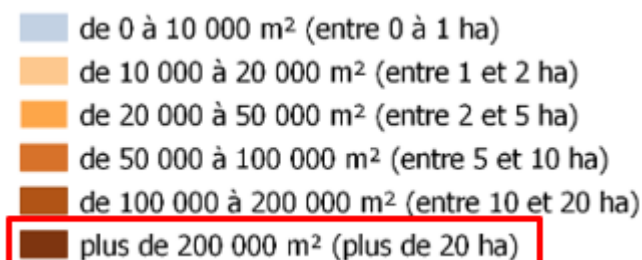 de 0 à 10 000 m² (entre 0 à 1 ha)
de 10 000 à 20 000 m² (entre 1 et 2 ha)
de 20 000 à 50 000 m² (entre 2 et 5 ha)
de 50 000 à 100 000 m² (entre 5 et 10 ha)
de 100 000 à 200 000 m² (entre 10 et 20 ha)
plus de 200 000 m² (plus de 20 ha)